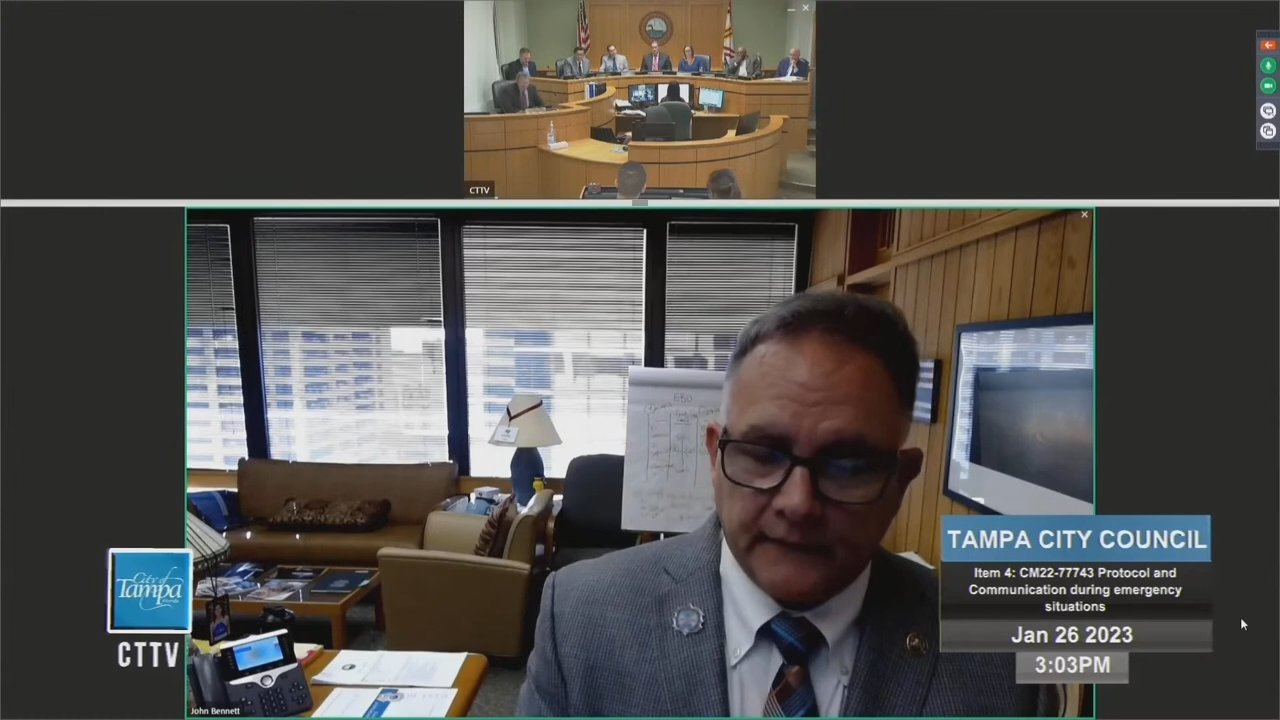 CTTV
EBO
TAMPA CITY COUNCIL
Item 4: CM22-77743 Protocol and
Communication during emergency
situations
Jan 26 2023
3:03PM
City of
Tampa
CTTV
John Bennett